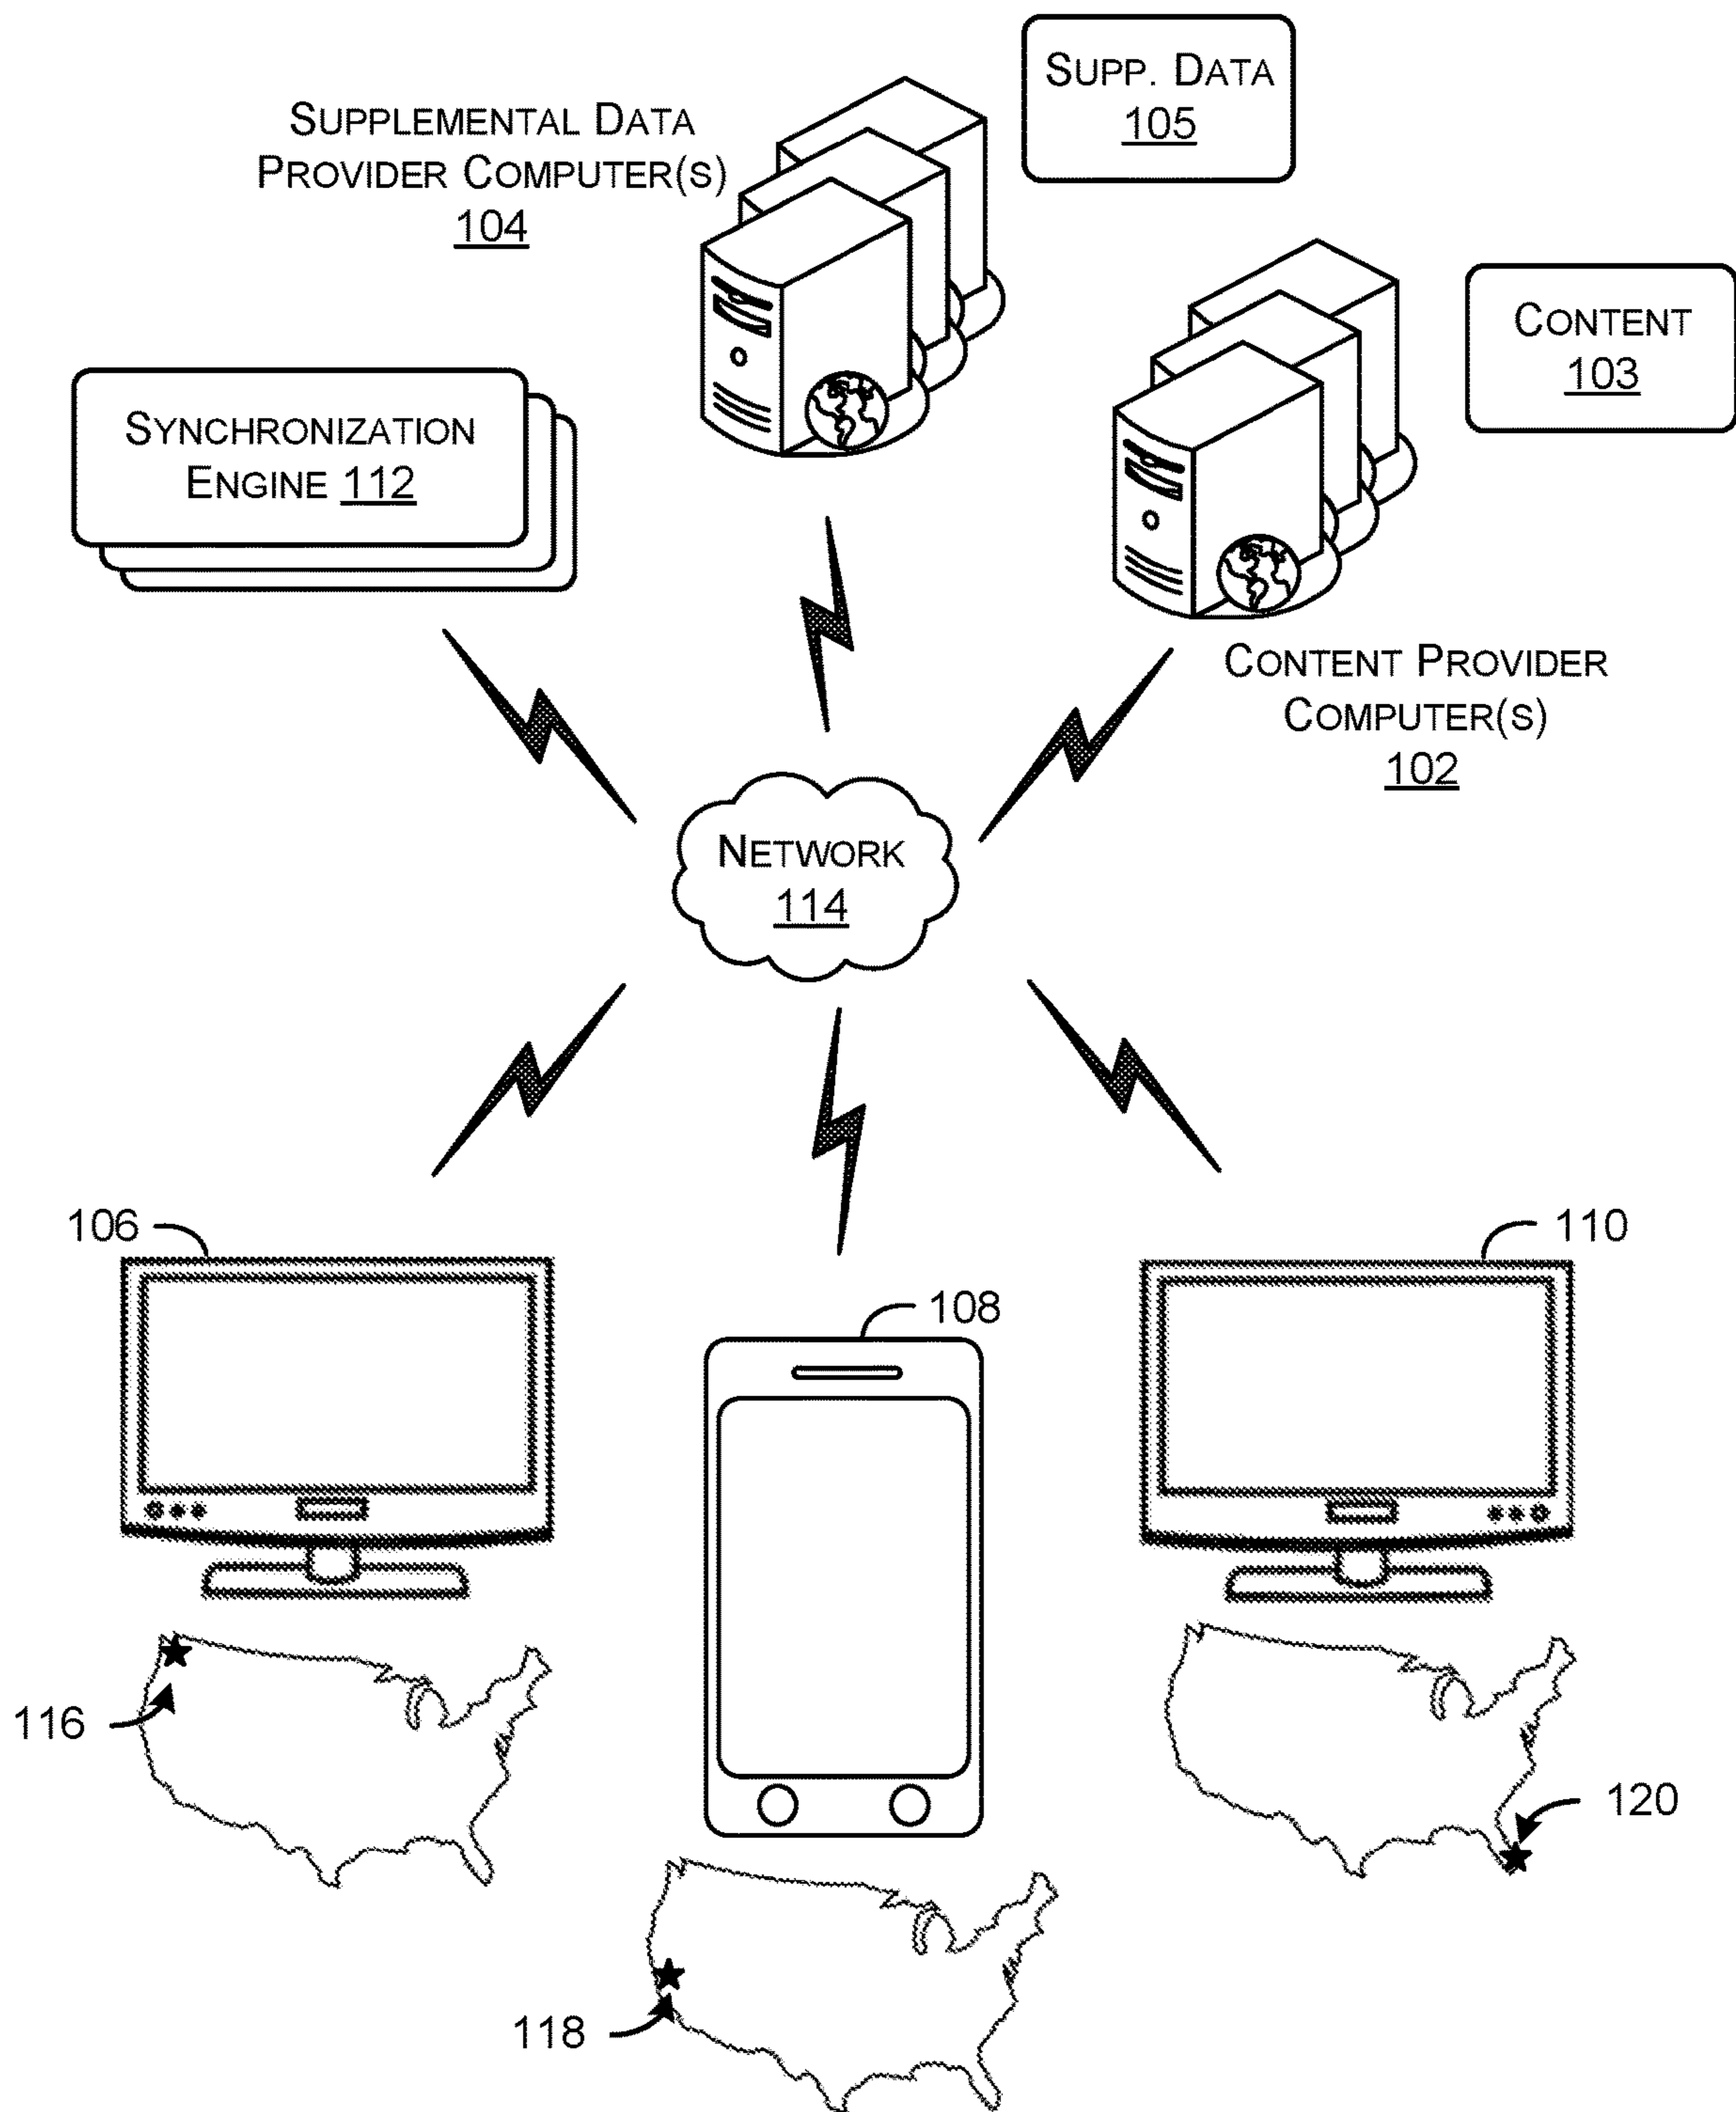 SUPP. DATA
105
SUPPLEMENTAL DATA
PROVIDER COMPUTER(S)
104
CONTENT
103
SYNCHRONIZATION
ENGINE 112
CONTENT PROVIDER
COMPUTER(S)
102
NETWORK
114
106
110
108
116
120
118